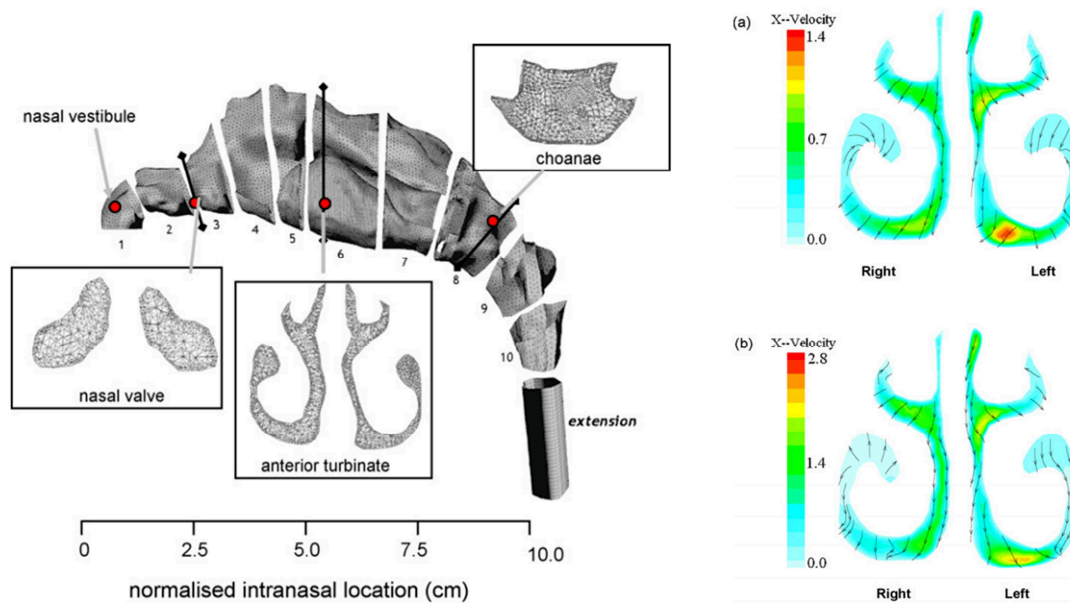 nasal vestibule
choanae
1
2
3
4
5
6
7
8
9
10
nasal valve
anterior turbinate
extension
0
2.5
5.0
7.5
10.0
normalised intranasal location (cm)
(a)
X--Velocity
1.4
0.7
0.0
Right
Left
(b)
X--Velocity
2.8
1.4
0.0
Right
Left